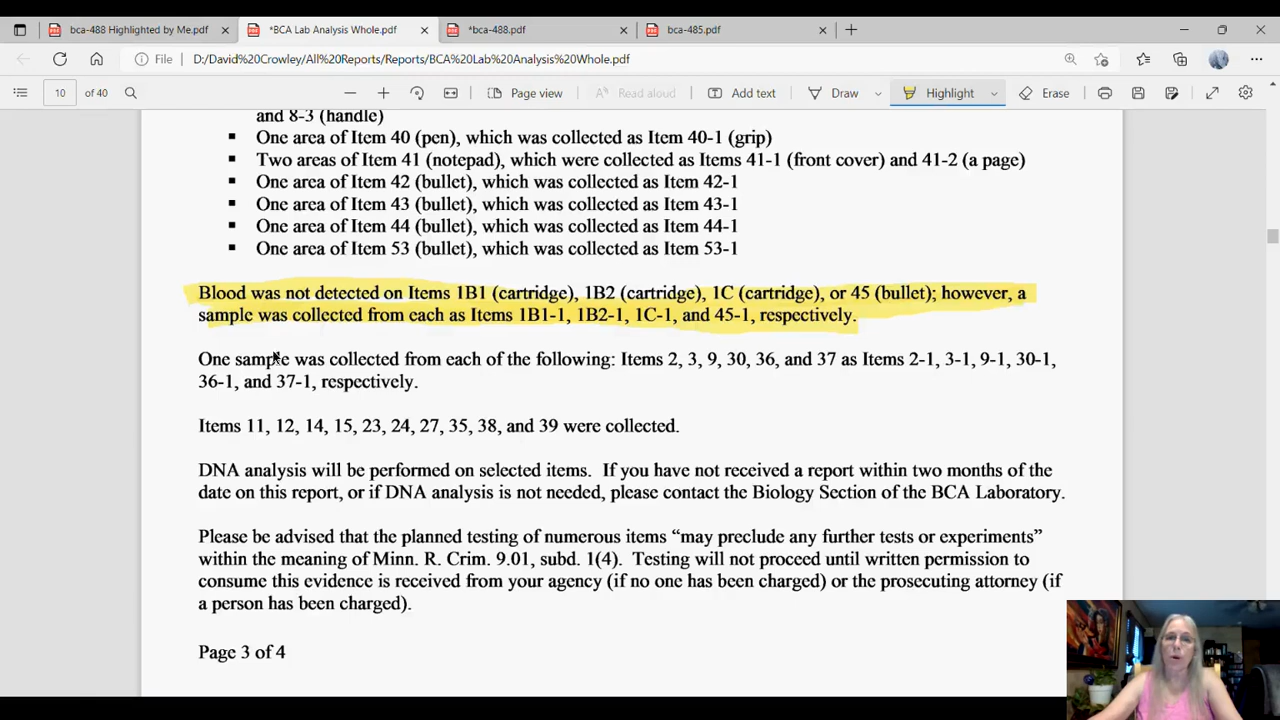 bca-488 Highlighted by Me.pdf
*BCA Lab Analysis Whole.pdf
*bca-488.pdf
bca-485.pdf
File
D:/David%20Crowley/All%20Reports/Reports/BCA%20Lab%20Analysis%20Whole.pdf
10 of 40
Page view
Read aloud
Add text
Draw
Highlight
Erase
and 8-3 (handle)
▪ One area of Item 40 (pen), which was collected as Item 40-1 (grip)
▪ Two areas of Item 41 (notepad), which were collected as Items 41-1 (front cover) and 41-2 (a page)
▪ One area of Item 42 (bullet), which was collected as Item 42-1
▪ One area of Item 43 (bullet), which was collected as Item 43-1
▪ One area of Item 44 (bullet), which was collected as Item 44-1
▪ One area of Item 53 (bullet), which was collected as Item 53-1
Blood was not detected on Items 1B1 (cartridge), 1B2 (cartridge), 1C (cartridge), or 45 (bullet); however, a
sample was collected from each as Items 1B1-1, 1B2-1, 1C-1, and 45-1, respectively.
One sample was collected from each of the following: Items 2, 3, 9, 30, 36, and 37 as Items 2-1, 3-1, 9-1, 30-1,
36-1, and 37-1, respectively.
Items 11, 12, 14, 15, 23, 24, 27, 35, 38, and 39 were collected.
DNA analysis will be performed on selected items.  If you have not received a report within two months of the
date on this report, or if DNA analysis is not needed, please contact the Biology Section of the BCA Laboratory.
Please be advised that the planned testing of numerous items “may preclude any further tests or experiments”
within the meaning of Minn. R. Crim. 9.01, subd. 1(4).  Testing will not proceed until written permission to
consume this evidence is received from your agency (if no one has been charged) or the prosecuting attorney (if
a person has been charged).
Page 3 of 4